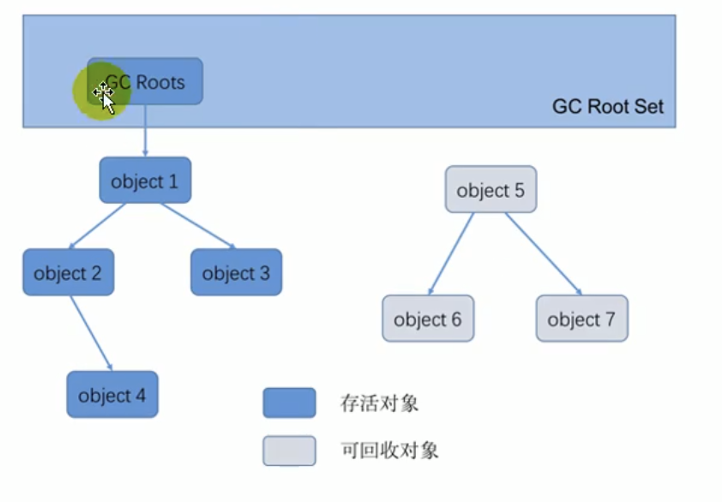 GC Roots
GC Root Set
object 1
object 5
object 2
object 3
object 6
object 7
object 4
存活对象
可回收对象